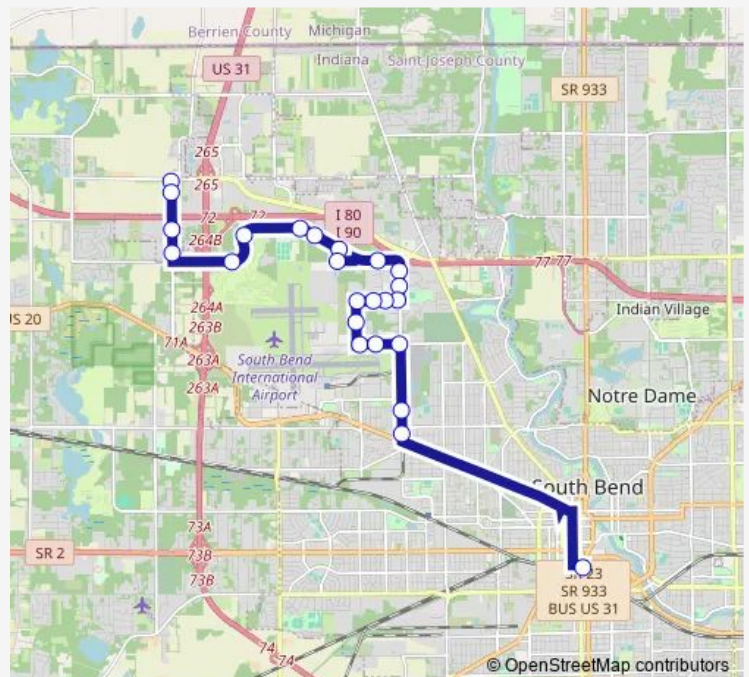 Berrien County
Michigan
Indiana
Saint-Joseph County
US 31
SR 933
265
265
72
72
I 80
I 90
264B
77 77
264A
Indian Village
US 20
263B
71A
263A
South Bend
International
Airport
263A
Notre Dame
South Bend
73A
SR 2
73B
73B
SR 933
BUS US 31
74
74
© OpenStreetMap contributors